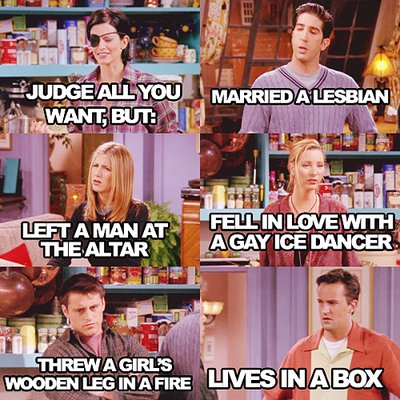 JUDGE ALL YOU
WANT, BUT:
MARRIED A LESBIAN
LEFT A MAN AT
THE ALTAR
FELL IN LOVE WITH
A GAY ICE DANCER
THREW A GIRL'S
WOODEN LEG IN A FIRE
LIVES IN A BOX